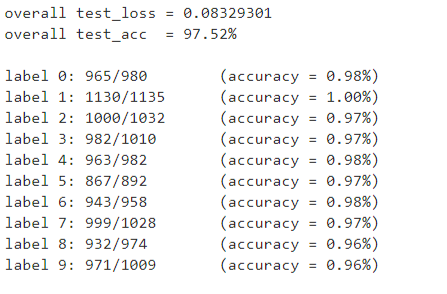 overall test_loss = 0.08329301
overall test_acc  = 97.52%
label 0: 965/980        (accuracy = 0.98%)
label 1: 1130/1135      (accuracy = 1.00%)
label 2: 1000/1032      (accuracy = 0.97%)
label 3: 982/1010       (accuracy = 0.97%)
label 4: 963/982        (accuracy = 0.98%)
label 5: 867/892        (accuracy = 0.97%)
label 6: 943/958        (accuracy = 0.98%)
label 7: 999/1028       (accuracy = 0.97%)
label 8: 932/974        (accuracy = 0.96%)
label 9: 971/1009       (accuracy = 0.96%)